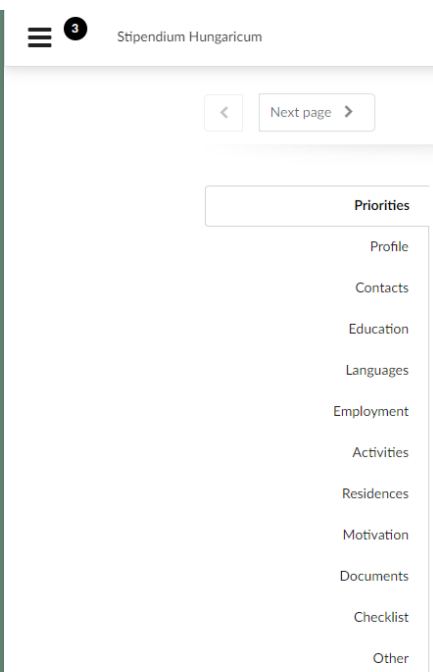 3
Stipendium Hungaricum
Next page
Priorities
Profile
Contacts
Education
Languages
Employment
Activities
Residences
Motivation
Documents
Checklist
Other